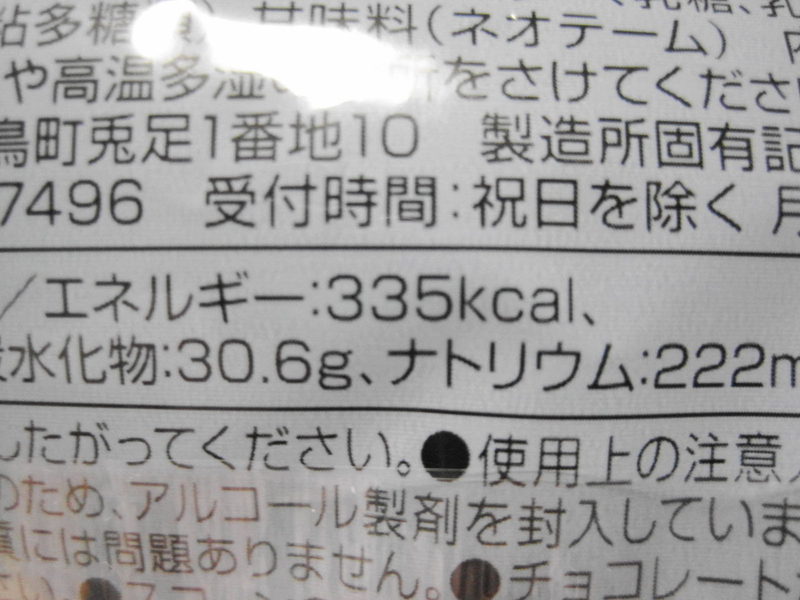 粘多糖類)、甘味料(ネオテーム)
や高温多湿の 所をさけてくださ
町兎足1番地10 製造所固有記
7496 受付時間:祝日を除く 月
/エネルギー:335kcal、
水化物:30.6g、ナトリウム:222m
したがってください。●使用上の注意
のため、アルコール製剤を封入していま
には問題ありません。●チョコレート
さい。●